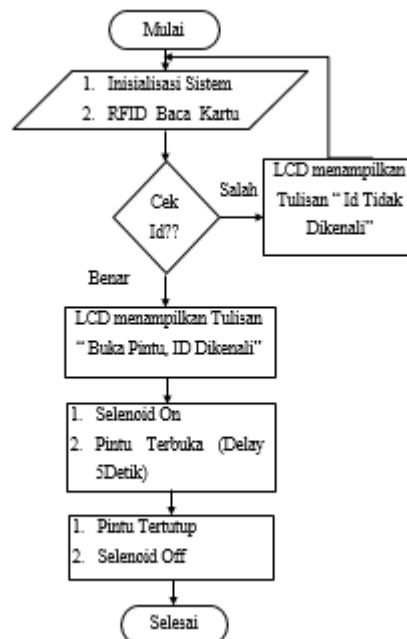 Mulai
1. Inisialisasi Sistem
2. RFID Baca Kartu
Cek
Id??
Salah
LCD menampilkan
Tulisan “ Id Tidak
Dikenali”
Benar
LCD menampilkan Tulisan
“ Buka Pintu, ID Dikenali”
1. Selenoid On
2. Pintu Terbuka (Delay
5Detik)
1. Pintu Tertutup
2. Selenoid Off
Selesai